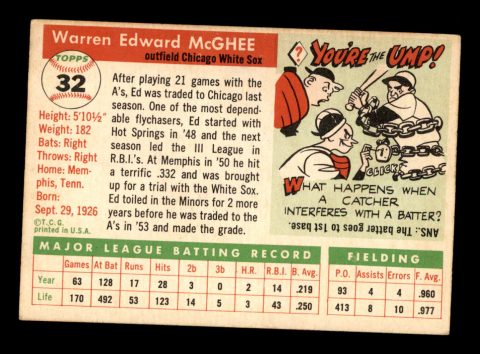 Warren Edward McGHEE
outfield Chicago White Sox
TOPPS
32
Height: 5'10½"
Weight: 182
Bats: Right
Throws: Right
Home: Mem-
phis, Tenn.
Born:
Sept. 29, 1926
© T. C. G.
printed in U.S.A.
After playing 21 games with the
A's, Ed was traded to Chicago last
season. One of the most depend-
able flychasers, Ed started with
Hot Springs in '48 and the next
season led the III League in
R.B.I.'s. At Memphis in '50 he hit
a terrific .332 and was brought
up for a trial with the White Sox.
Ed toiled in the Minors for 2 more
years before he was traded to the
A's in '53 and made the grade.
?
YOU'RE THE UMP!
CLICK
WHAT HAPPENS WHEN
A CATCHER
INTERFERES WITH A BATTER?
ANS.: The batter goes to 1st base.
MAJOR LEAGUE BATTING RECORD
Games At Bat Runs Hits 2b 3b H.R. R.B.I. B. Avg.
Year 63 128 17 28 3 2 2 14 .219
Life 170 492 53 123 14 5 3 43 .250
FIELDING
P.O. Assists Errors F. Avg.
93 4 4 .960
413 8 10 .977